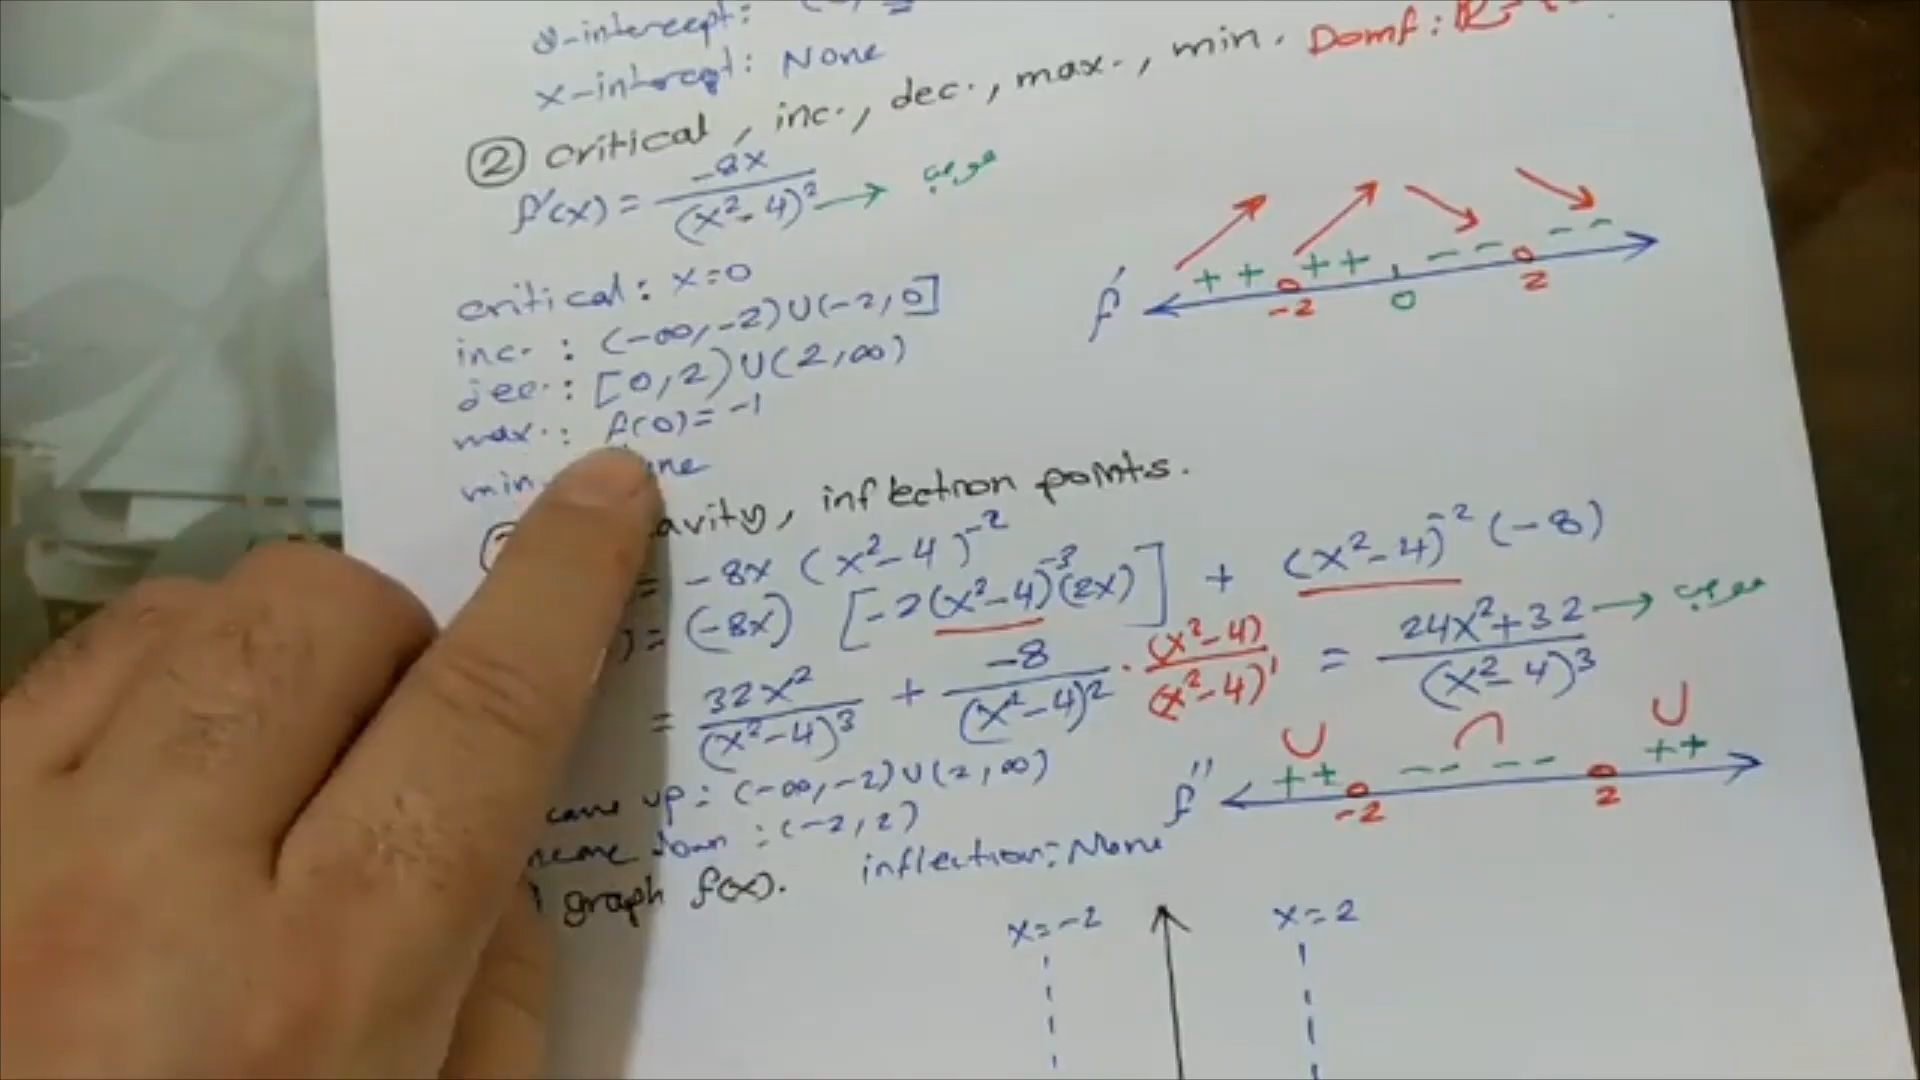 y-intercept:
x-intercept: None
② critical, inc., dec., max., min. Domf: ℝ-
f'(x) = -8x/(x²-4)² → موجب
critical: x=0
inc. : (-∞,-2)∪(-2,0]
dec. : [0,2)∪(2,∞)
max. : f(0)=-1
min
f' ++ -2 ++ 0 -- 2 --
inflection points.
= -8x (x²-4)⁻²
) = (-8x) [-2(x²-4)⁻³(2x)] + (x²-4)⁻²(-8)
= 32x²/(x²-4)³ + -8/(x²-4)² · (x²-4)/(x²-4)¹ = 24x²+32/(x²-4)³ → موجب
f'' ∪ ++ -2 ∩ -- -- 2 ∪ ++
up: (-∞,-2)∪(2,∞)
down: (-2,2)
inflection: None
graph f(x).
x=-2 x=2